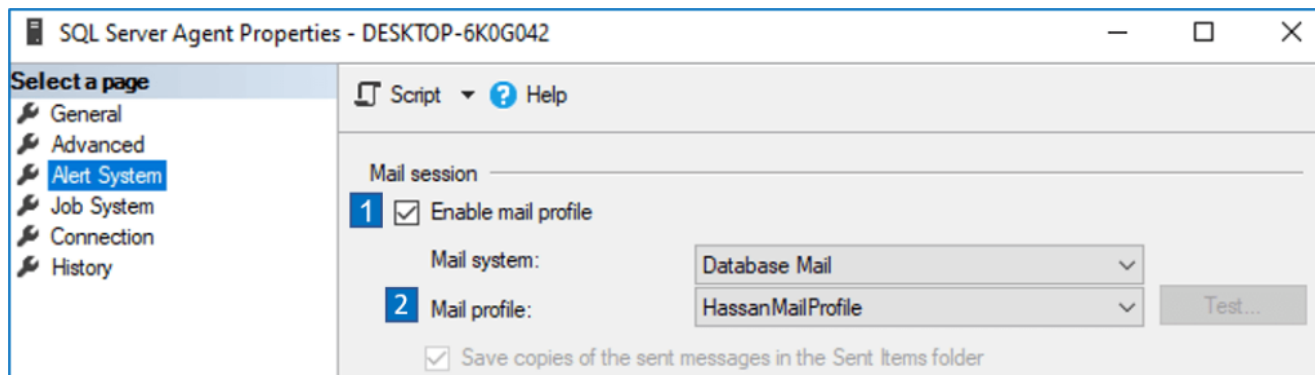 SQL Server Agent Properties - DESKTOP-6K0G042
Select a page
General
Advanced
Alert System
Job System
Connection
History
Script
Help
Mail session
1 Enable mail profile
Mail system: Database Mail
2 Mail profile: HassanMailProfile Test...
Save copies of the sent messages in the Sent Items folder